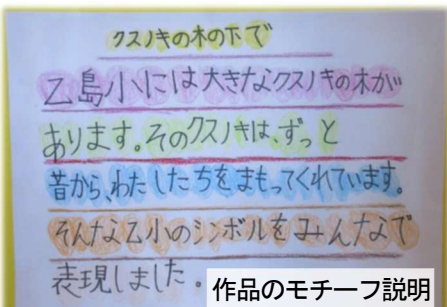 クスノキの木の下で
乙島小には大きなクスノキの木が
あります。そのクスノキは、ずっと
昔から、わたしたちをまもってくれています。
そんな乙小のシンボルをみんなで
表現しました。
作品のモチーフ説明